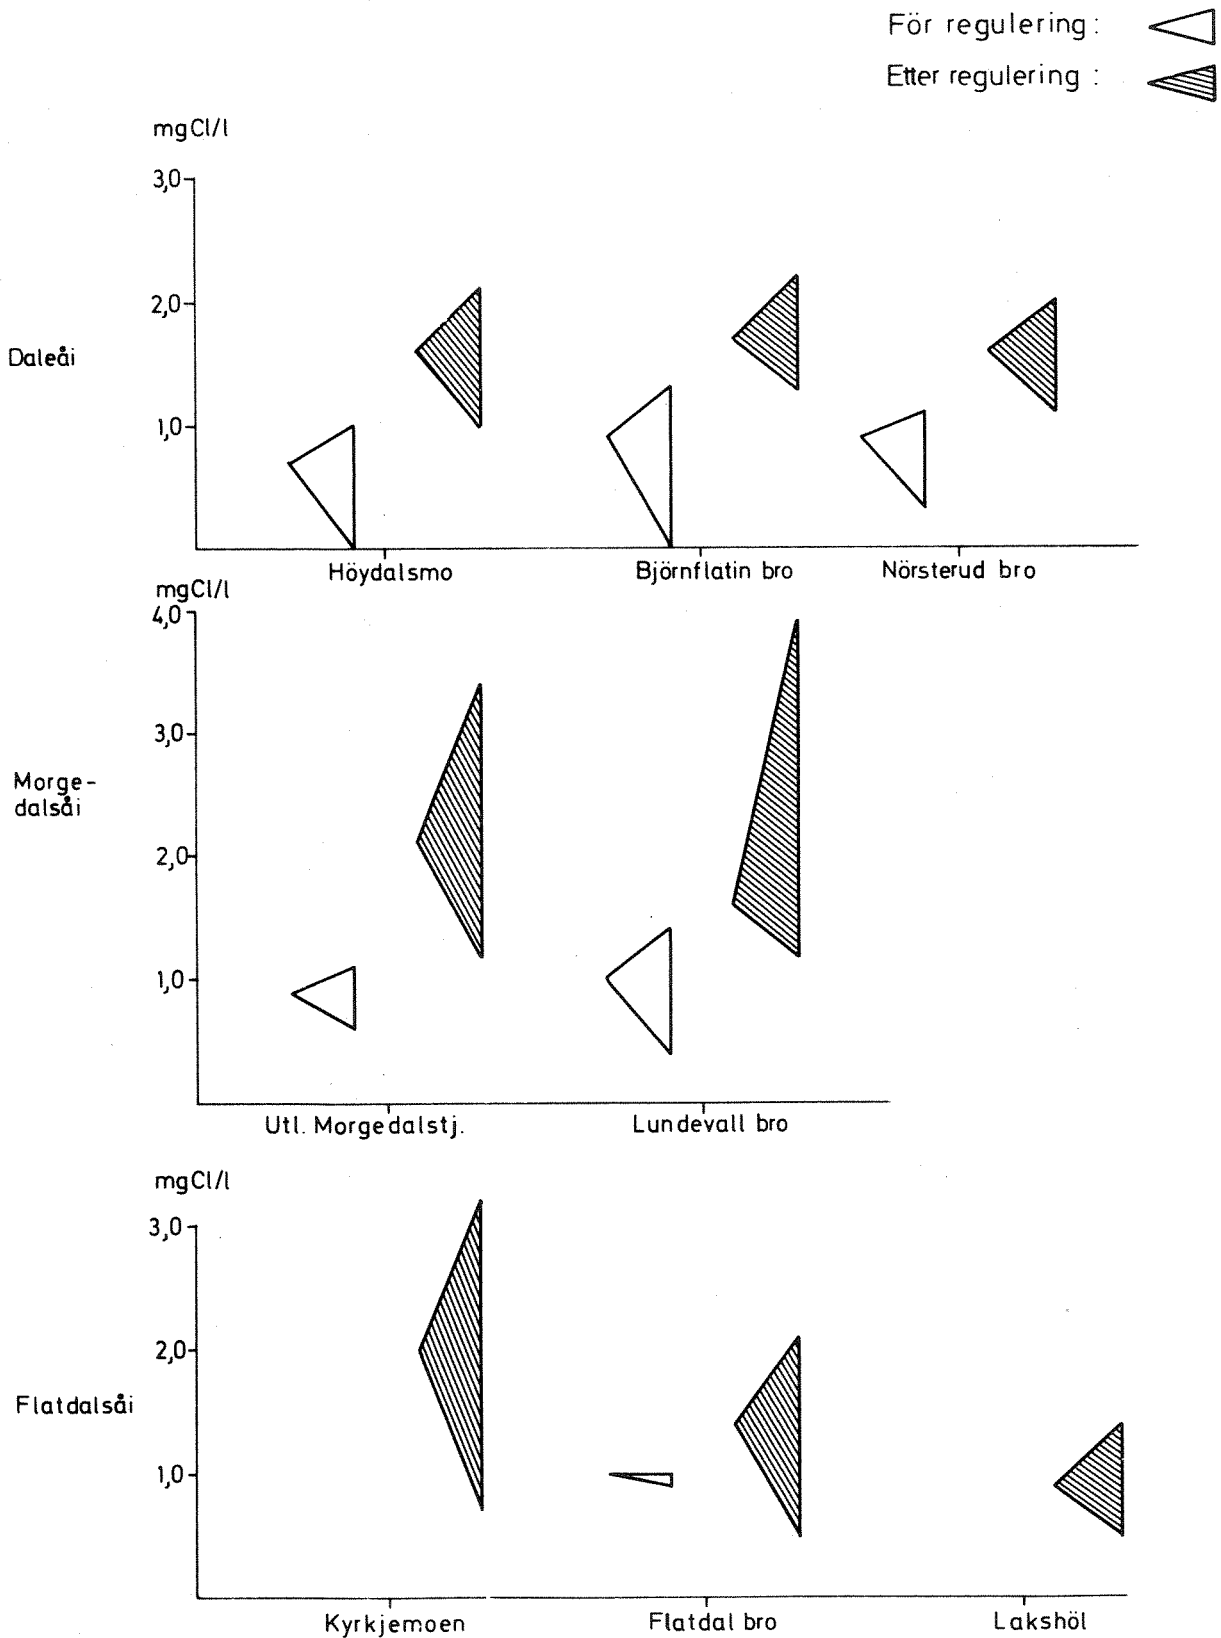 För regulering :
Etter regulering :
mgCl/l
3,0
2,0
Daleåi
1,0
Höydalsmo
Björnflatin bro
Nörsterud bro
mgCl/l
4,0
3,0
Morge-
dalsåi
2,0
1,0
Utl. Morgedalstj.
Lundevall bro
mgCl/l
3,0
2,0
Flatdalsåi
1,0
Kyrkjemoen
Flatdal bro
Lakshöl